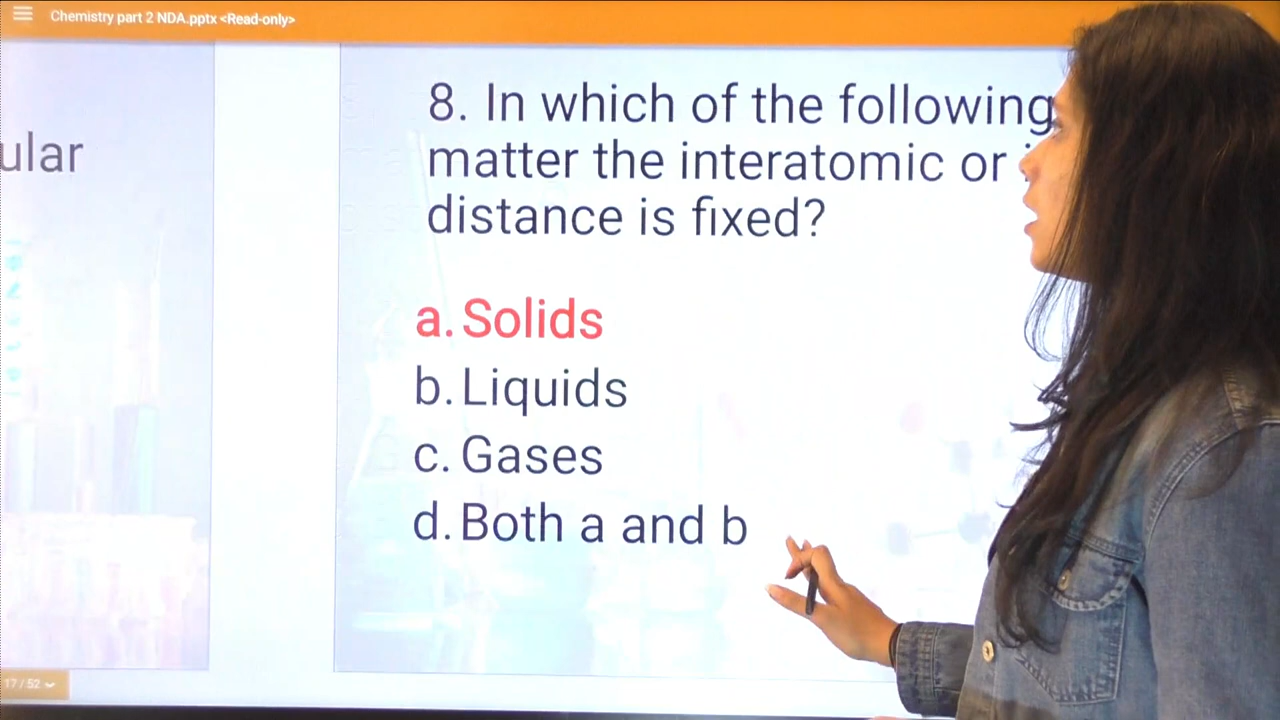 Chemistry part 2 NDA.pptx <Read-only>
ular
8. In which of the following
matter the interatomic or
distance is fixed?
a. Solids
b. Liquids
c. Gases
d. Both a and b
17 / 52